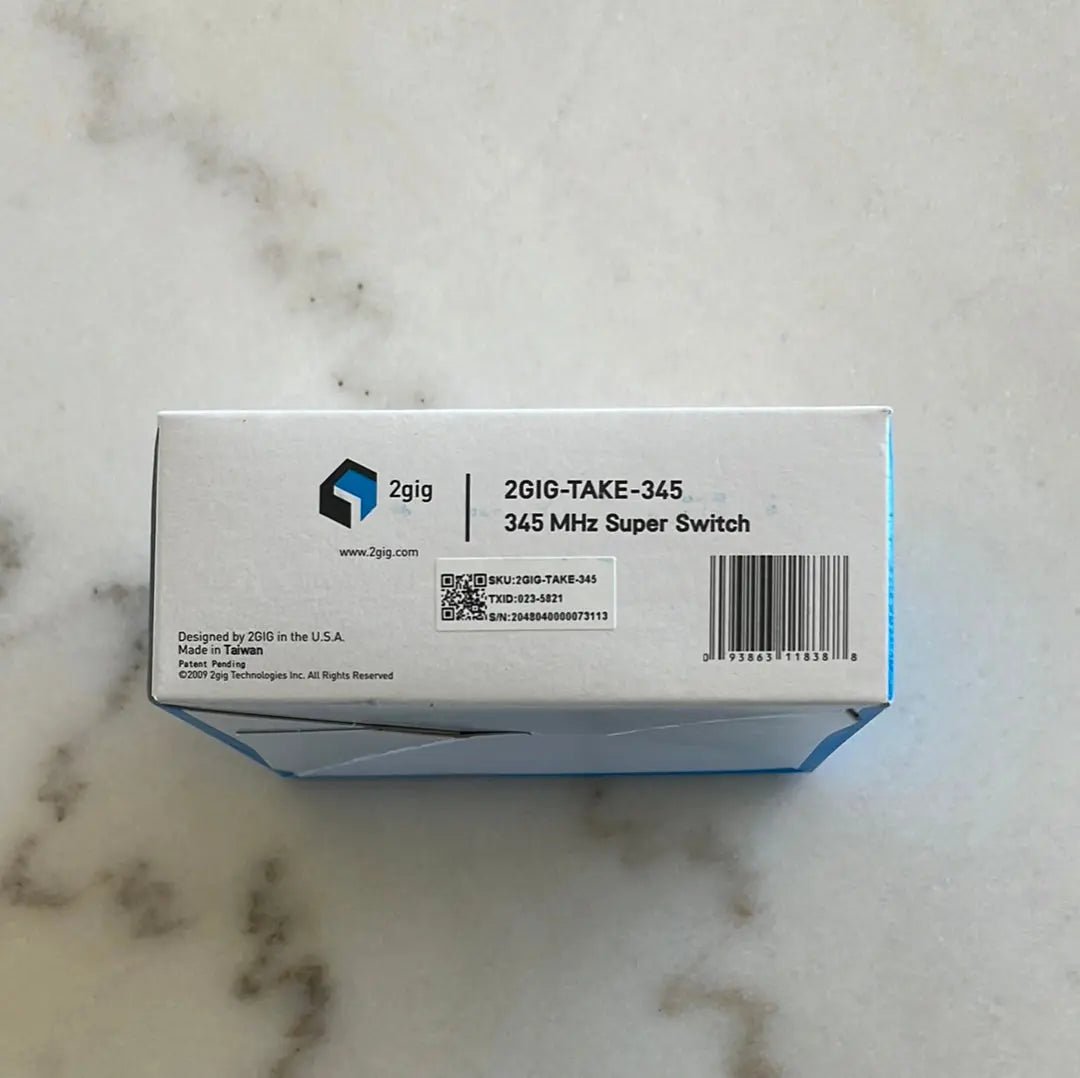 2gig
2GIG-TAKE-345
345 MHz Super Switch
www.2gig.com
SKU:2GIG-TAKE-345
TXID:023-5821
S/N:2048040000073113
Designed by 2GIG in the U.S.A.
Made in Taiwan
Patent Pending
©2009 2gig Technologies Inc. All Rights Reserved
0 93863 11838 8